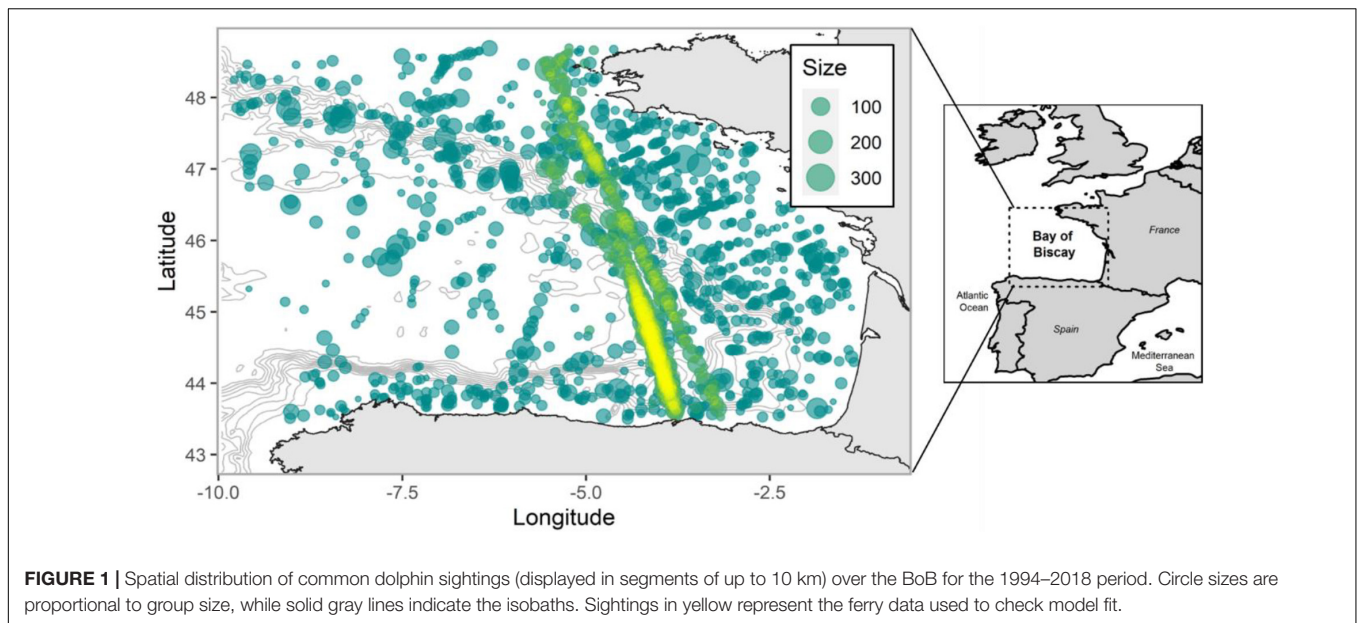 48
47
46
45
44
43
Latitude
-10.0
-7.5
-5.0
-2.5
Longitude
Size
100
200
300
Bay of
Biscay
France
Atlantic
Ocean
Spain
Mediterranean
Sea
FIGURE 1 | Spatial distribution of common dolphin sightings (displayed in segments of up to 10 km) over the BoB for the 1994–2018 period. Circle sizes are
proportional to group size, while solid gray lines indicate the isobaths. Sightings in yellow represent the ferry data used to check model fit.